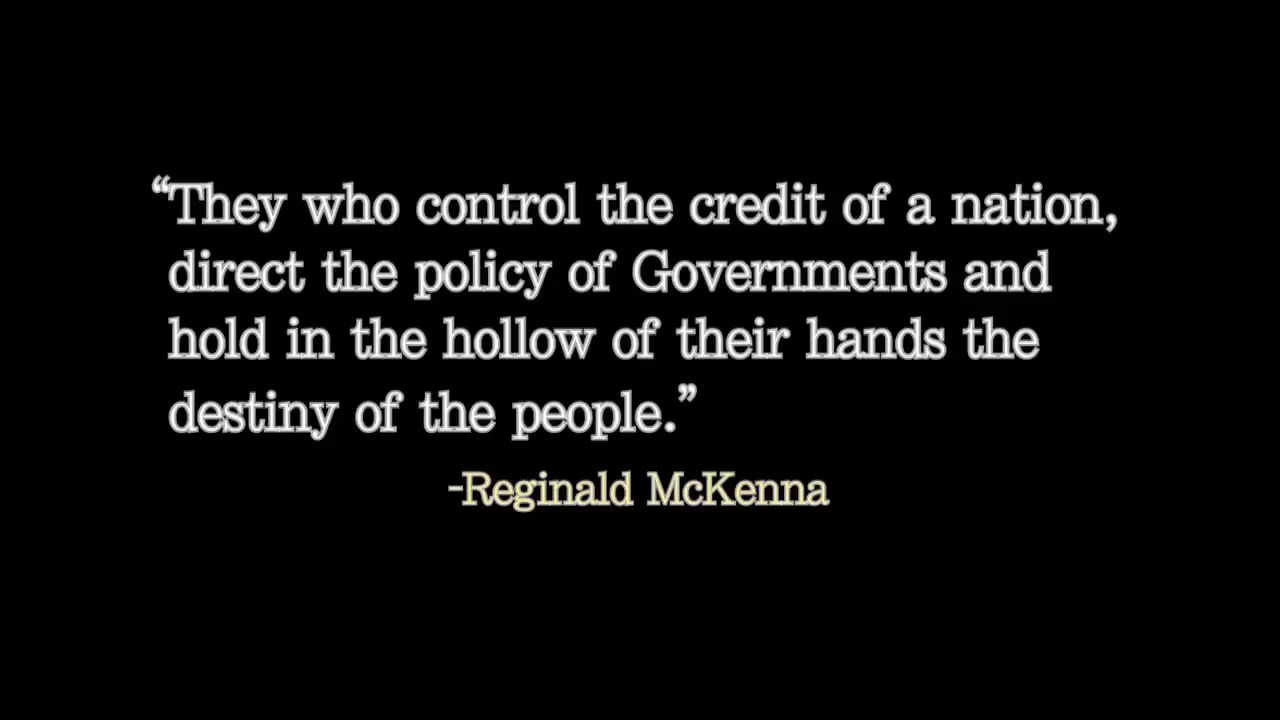 “They who control the credit of a nation,
direct the policy of Governments and
hold in the hollow of their hands the
destiny of the people.”
-Reginald McKenna